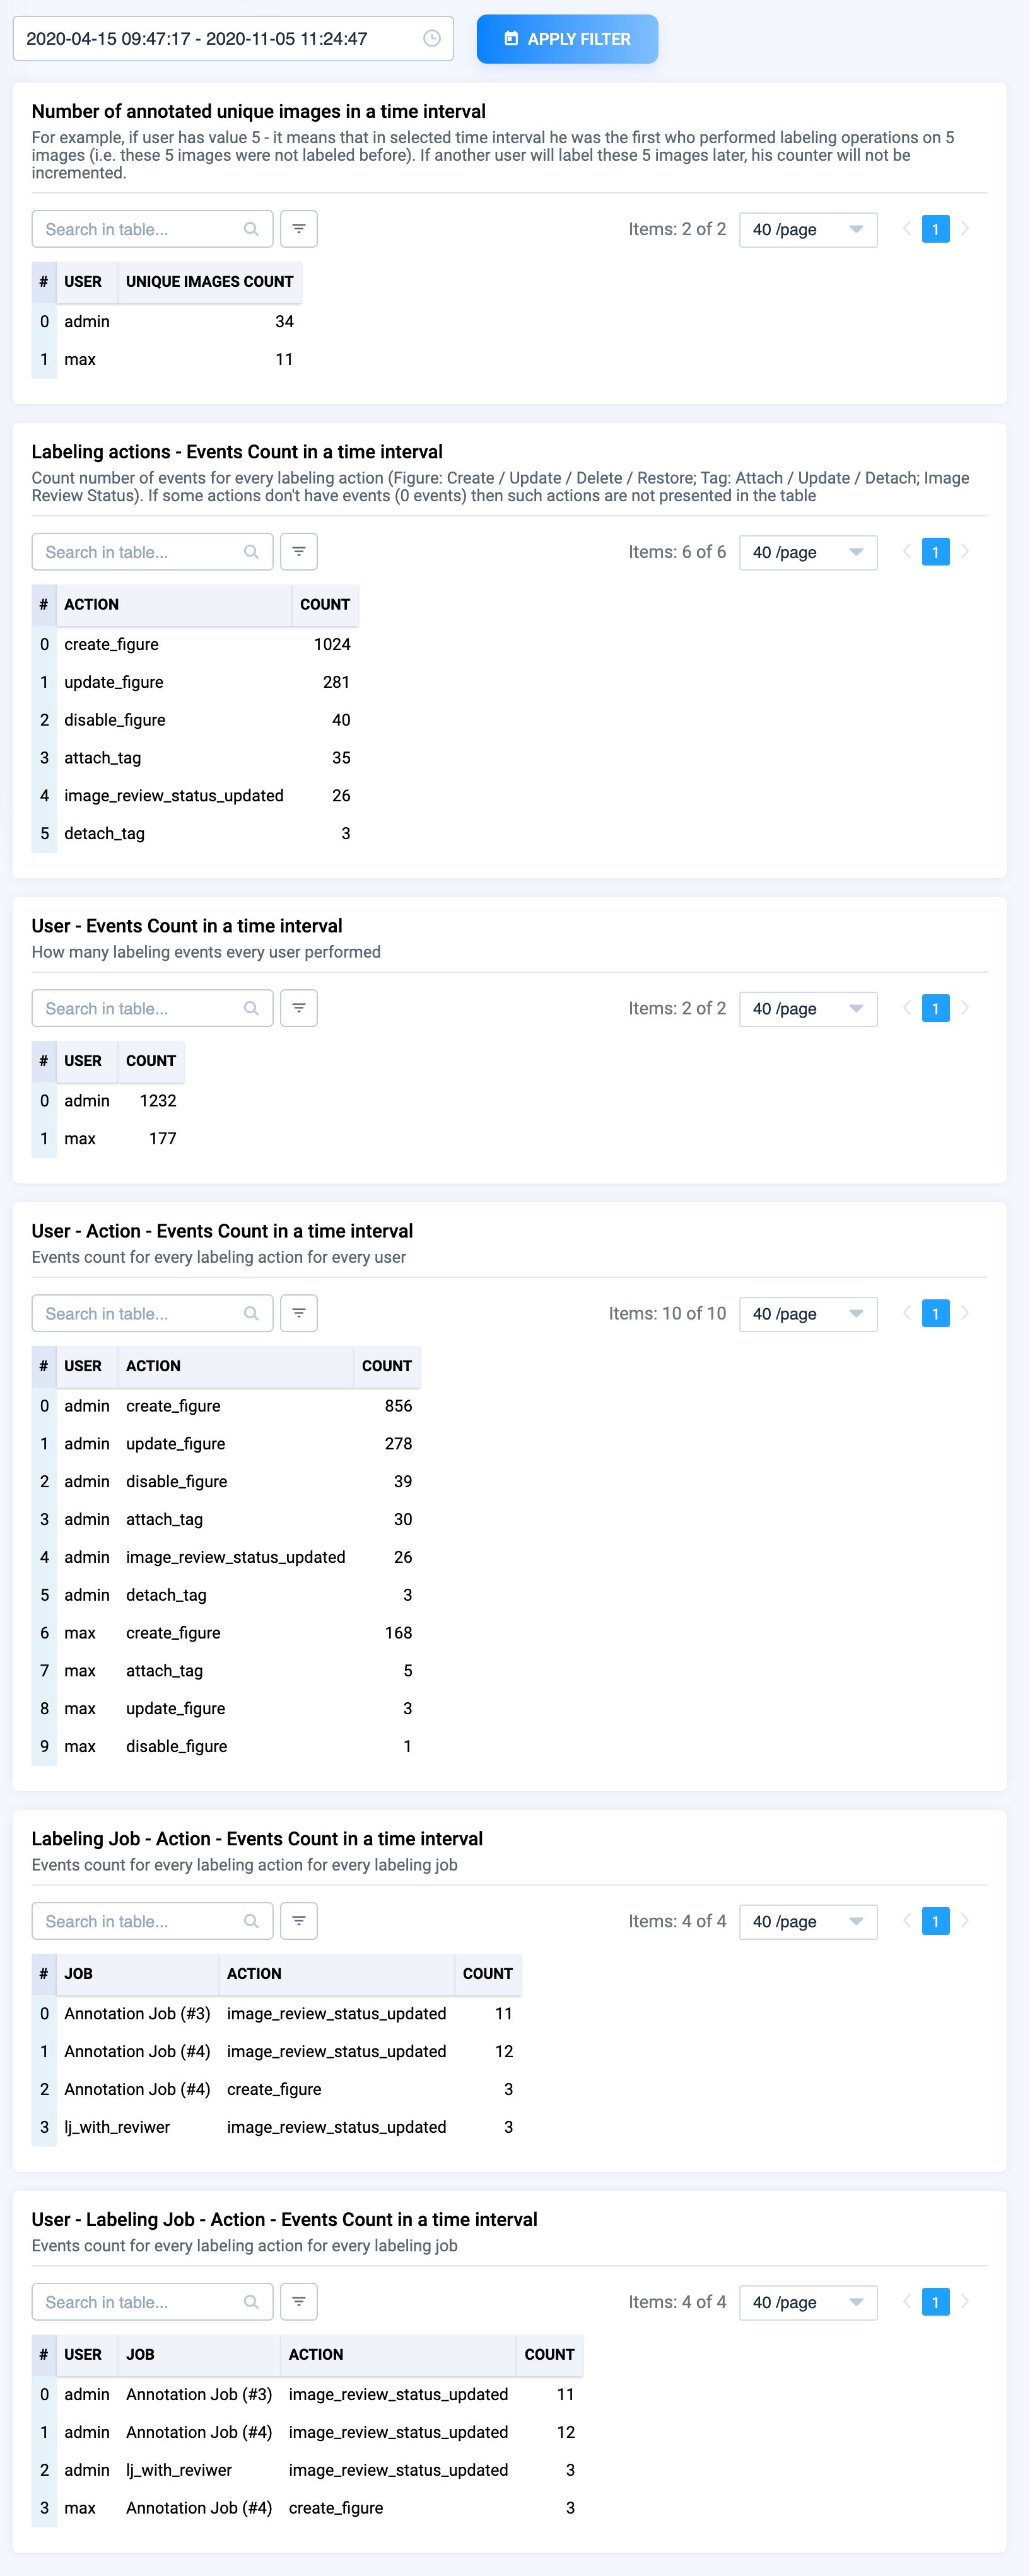 2020-04-15 09:47:17 - 2020-11-05 11:24:47
APPLY FILTER
Number of annotated unique images in a time interval
For example, if user has value 5 - it means that in selected time interval he was the first who performed labeling operations on 5
images (i.e. these 5 images were not labeled before). If another user will label these 5 images later, his counter will not be
incremented.
Search in table... Items: 2 of 2 40 /page 1
# USER UNIQUE IMAGES COUNT
0 admin 34
1 max 11
Labeling actions - Events Count in a time interval
Count number of events for every labeling action (Figure: Create / Update / Delete / Restore; Tag: Attach / Update / Detach; Image
Review Status). If some actions don't have events (0 events) then such actions are not presented in the table
Search in table... Items: 6 of 6 40 /page 1
# ACTION COUNT
0 create_figure 1024
1 update_figure 281
2 disable_figure 40
3 attach_tag 35
4 image_review_status_updated 26
5 detach_tag 3
User - Events Count in a time interval
How many labeling events every user performed
Search in table... Items: 2 of 2 40 /page 1
# USER COUNT
0 admin 1232
1 max 177
User - Action - Events Count in a time interval
Events count for every labeling action for every user
Search in table... Items: 10 of 10 40 /page 1
# USER ACTION COUNT
0 admin create_figure 856
1 admin update_figure 278
2 admin disable_figure 39
3 admin attach_tag 30
4 admin image_review_status_updated 26
5 admin detach_tag 3
6 max create_figure 168
7 max attach_tag 5
8 max update_figure 3
9 max disable_figure 1
Labeling Job - Action - Events Count in a time interval
Events count for every labeling action for every labeling job
Search in table... Items: 4 of 4 40 /page 1
# JOB ACTION COUNT
0 Annotation Job (#3) image_review_status_updated 11
1 Annotation Job (#4) image_review_status_updated 12
2 Annotation Job (#4) create_figure 3
3 lj_with_reviwer image_review_status_updated 3
User - Labeling Job - Action - Events Count in a time interval
Events count for every labeling action for every labeling job
Search in table... Items: 4 of 4 40 /page 1
# USER JOB ACTION COUNT
0 admin Annotation Job (#3) image_review_status_updated 11
1 admin Annotation Job (#4) image_review_status_updated 12
2 admin lj_with_reviwer image_review_status_updated 3
3 max Annotation Job (#4) create_figure 3